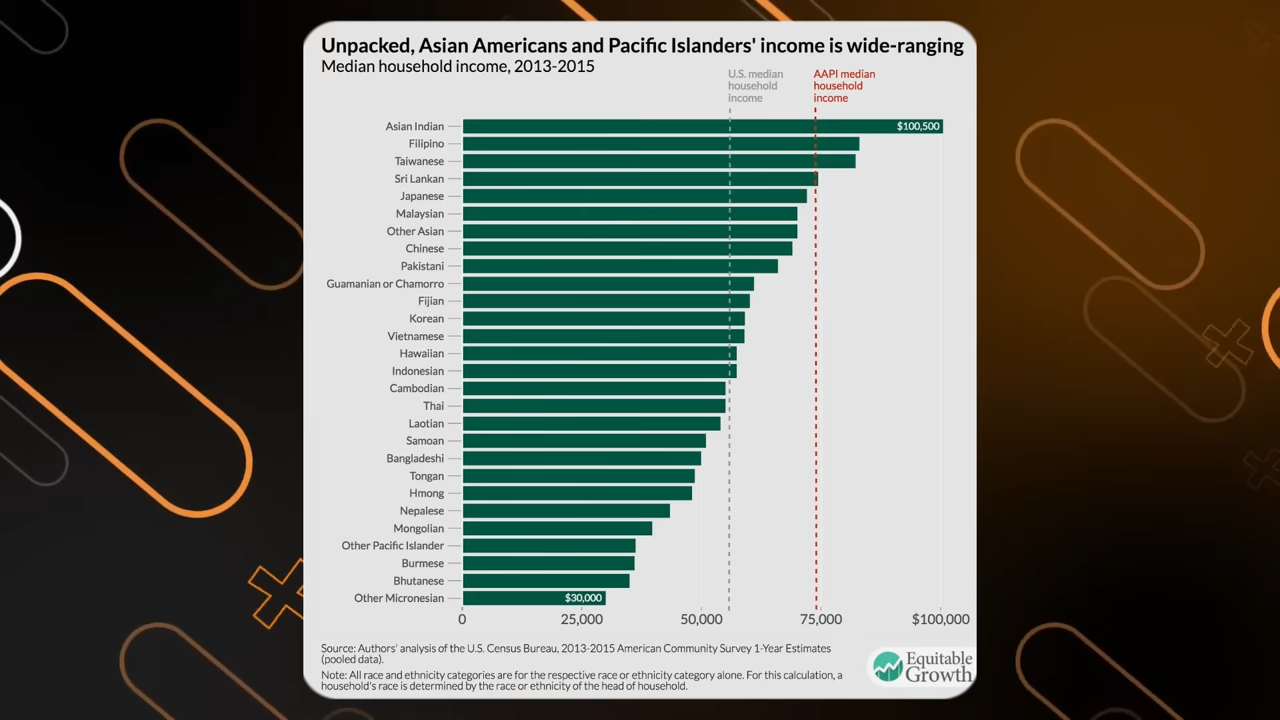 Unpacked, Asian Americans and Pacific Islanders' income is wide-ranging
Median household income, 2013-2015
U.S. median
household
income
AAPI median
household
income
Asian Indian
$100,500
Filipino
Taiwanese
Sri Lankan
Japanese
Malaysian
Other Asian
Chinese
Pakistani
Guamanian or Chamorro
Fijian
Korean
Vietnamese
Hawaiian
Indonesian
Cambodian
Thai
Laotian
Samoan
Bangladeshi
Tongan
Hmong
Nepalese
Mongolian
Other Pacific Islander
Burmese
Bhutanese
Other Micronesian
$30,000
0 25,000 50,000 75,000 $100,000
Source: Authors' analysis of the U.S. Census Bureau, 2013-2015 American Community Survey 1-Year Estimates
(pooled data).
Note: All race and ethnicity categories are for the respective race or ethnicity category alone. For this calculation, a
household's race is determined by the race or ethnicity of the head of household.
Equitable
Growth